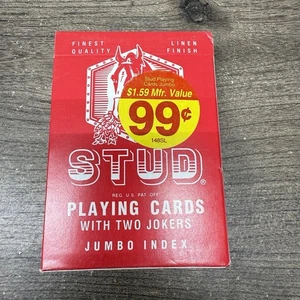 FINEST QUALITY
LINEN FINISH
Stud Playing
Cards Jumbo
$1.59 Mfr. Value
99¢
148SL
STUD®
REG. U.S. PAT. OFF.
PLAYING CARDS
WITH TWO JOKERS
JUMBO INDEX